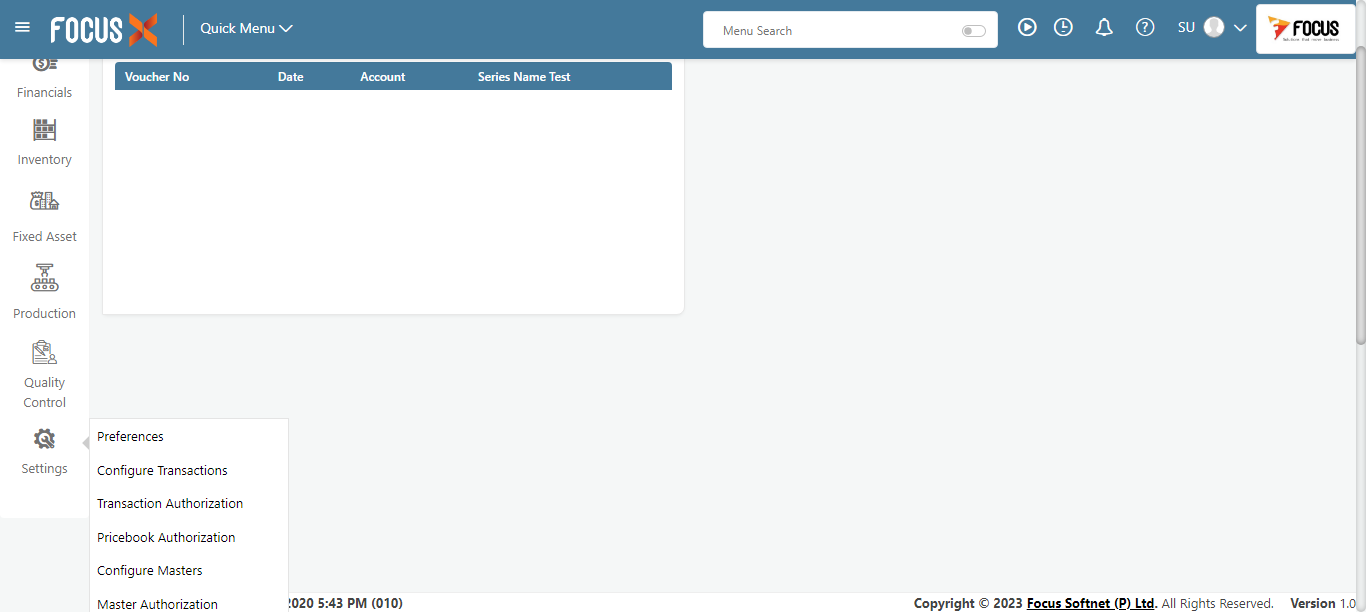 FOCUS X
Quick Menu
Menu Search
SU
FOCUS
Financials
Inventory
Fixed Asset
Production
Quality
Control
Settings
Voucher No Date Account Series Name Test
Preferences
Configure Transactions
Transaction Authorization
Pricebook Authorization
Configure Masters
Master Authorization
2020 5:43 PM (010)
Copyright © 2023 Focus Softnet (P) Ltd. All Rights Reserved. Version 1.0